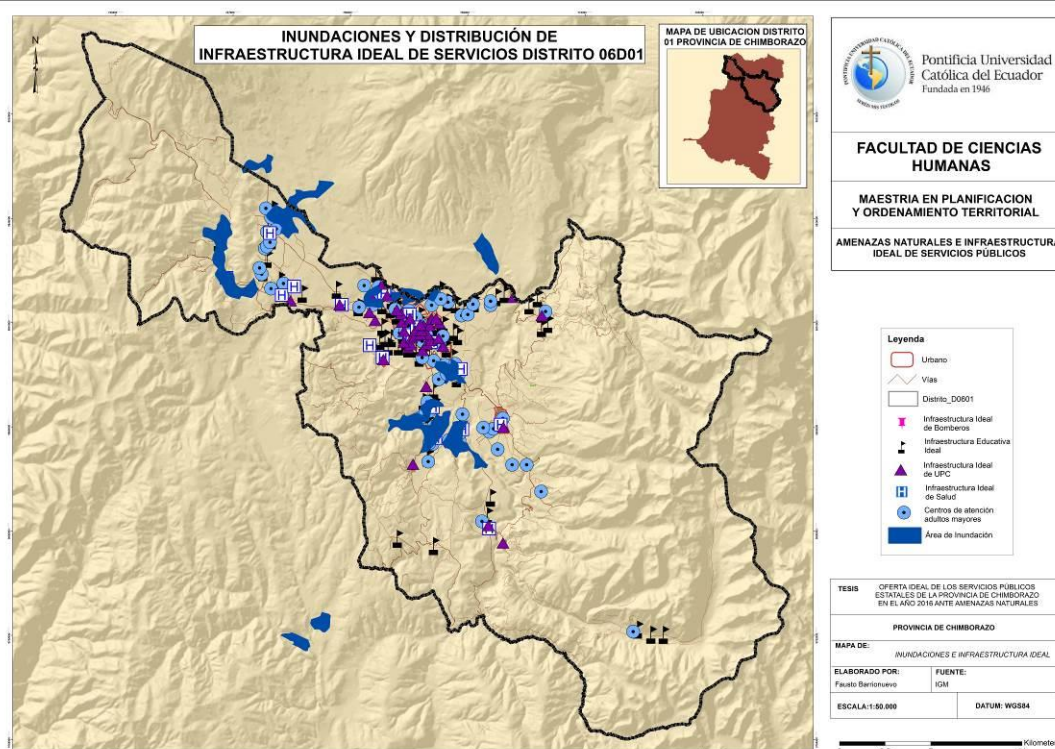 INUNDACIONES Y DISTRIBUCIÓN DE
INFRAESTRUCTURA IDEAL DE SERVICIOS DISTRITO 06D01
N
MAPA DE UBICACION DISTRITO
01 PROVINCIA DE CHIMBORAZO
Pontificia Universidad
Católica del Ecuador
Fundada en 1946
FACULTAD DE CIENCIAS
HUMANAS
MAESTRIA EN PLANIFICACION
Y ORDENAMIENTO TERRITORIAL
AMENAZAS NATURALES E INFRAESTRUCTURA
IDEAL DE SERVICIOS PÚBLICOS
Leyenda
Urbano
Vías
Distrito_D0601
Infraestructura Ideal
de Bomberos
Infraestructura Educativa
Ideal
Infraestructura Ideal
de UPC
H Infraestructura Ideal
de Salud
Centros de atención
adultos mayores
Área de Inundación
TESIS OFERTA IDEAL DE LOS SERVICIOS PÚBLICOS
ESTATALES DE LA PROVINCIA DE CHIMBORAZO
EN EL AÑO 2016 ANTE AMENAZAS NATURALES
PROVINCIA DE CHIMBORAZO
MAPA DE:
INUNDACIONES E INFRAESTRUCTURA IDEAL
ELABORADO POR: FUENTE:
Fausto Barrionuevo IGM
ESCALA:1:50.000 DATUM: WGS84